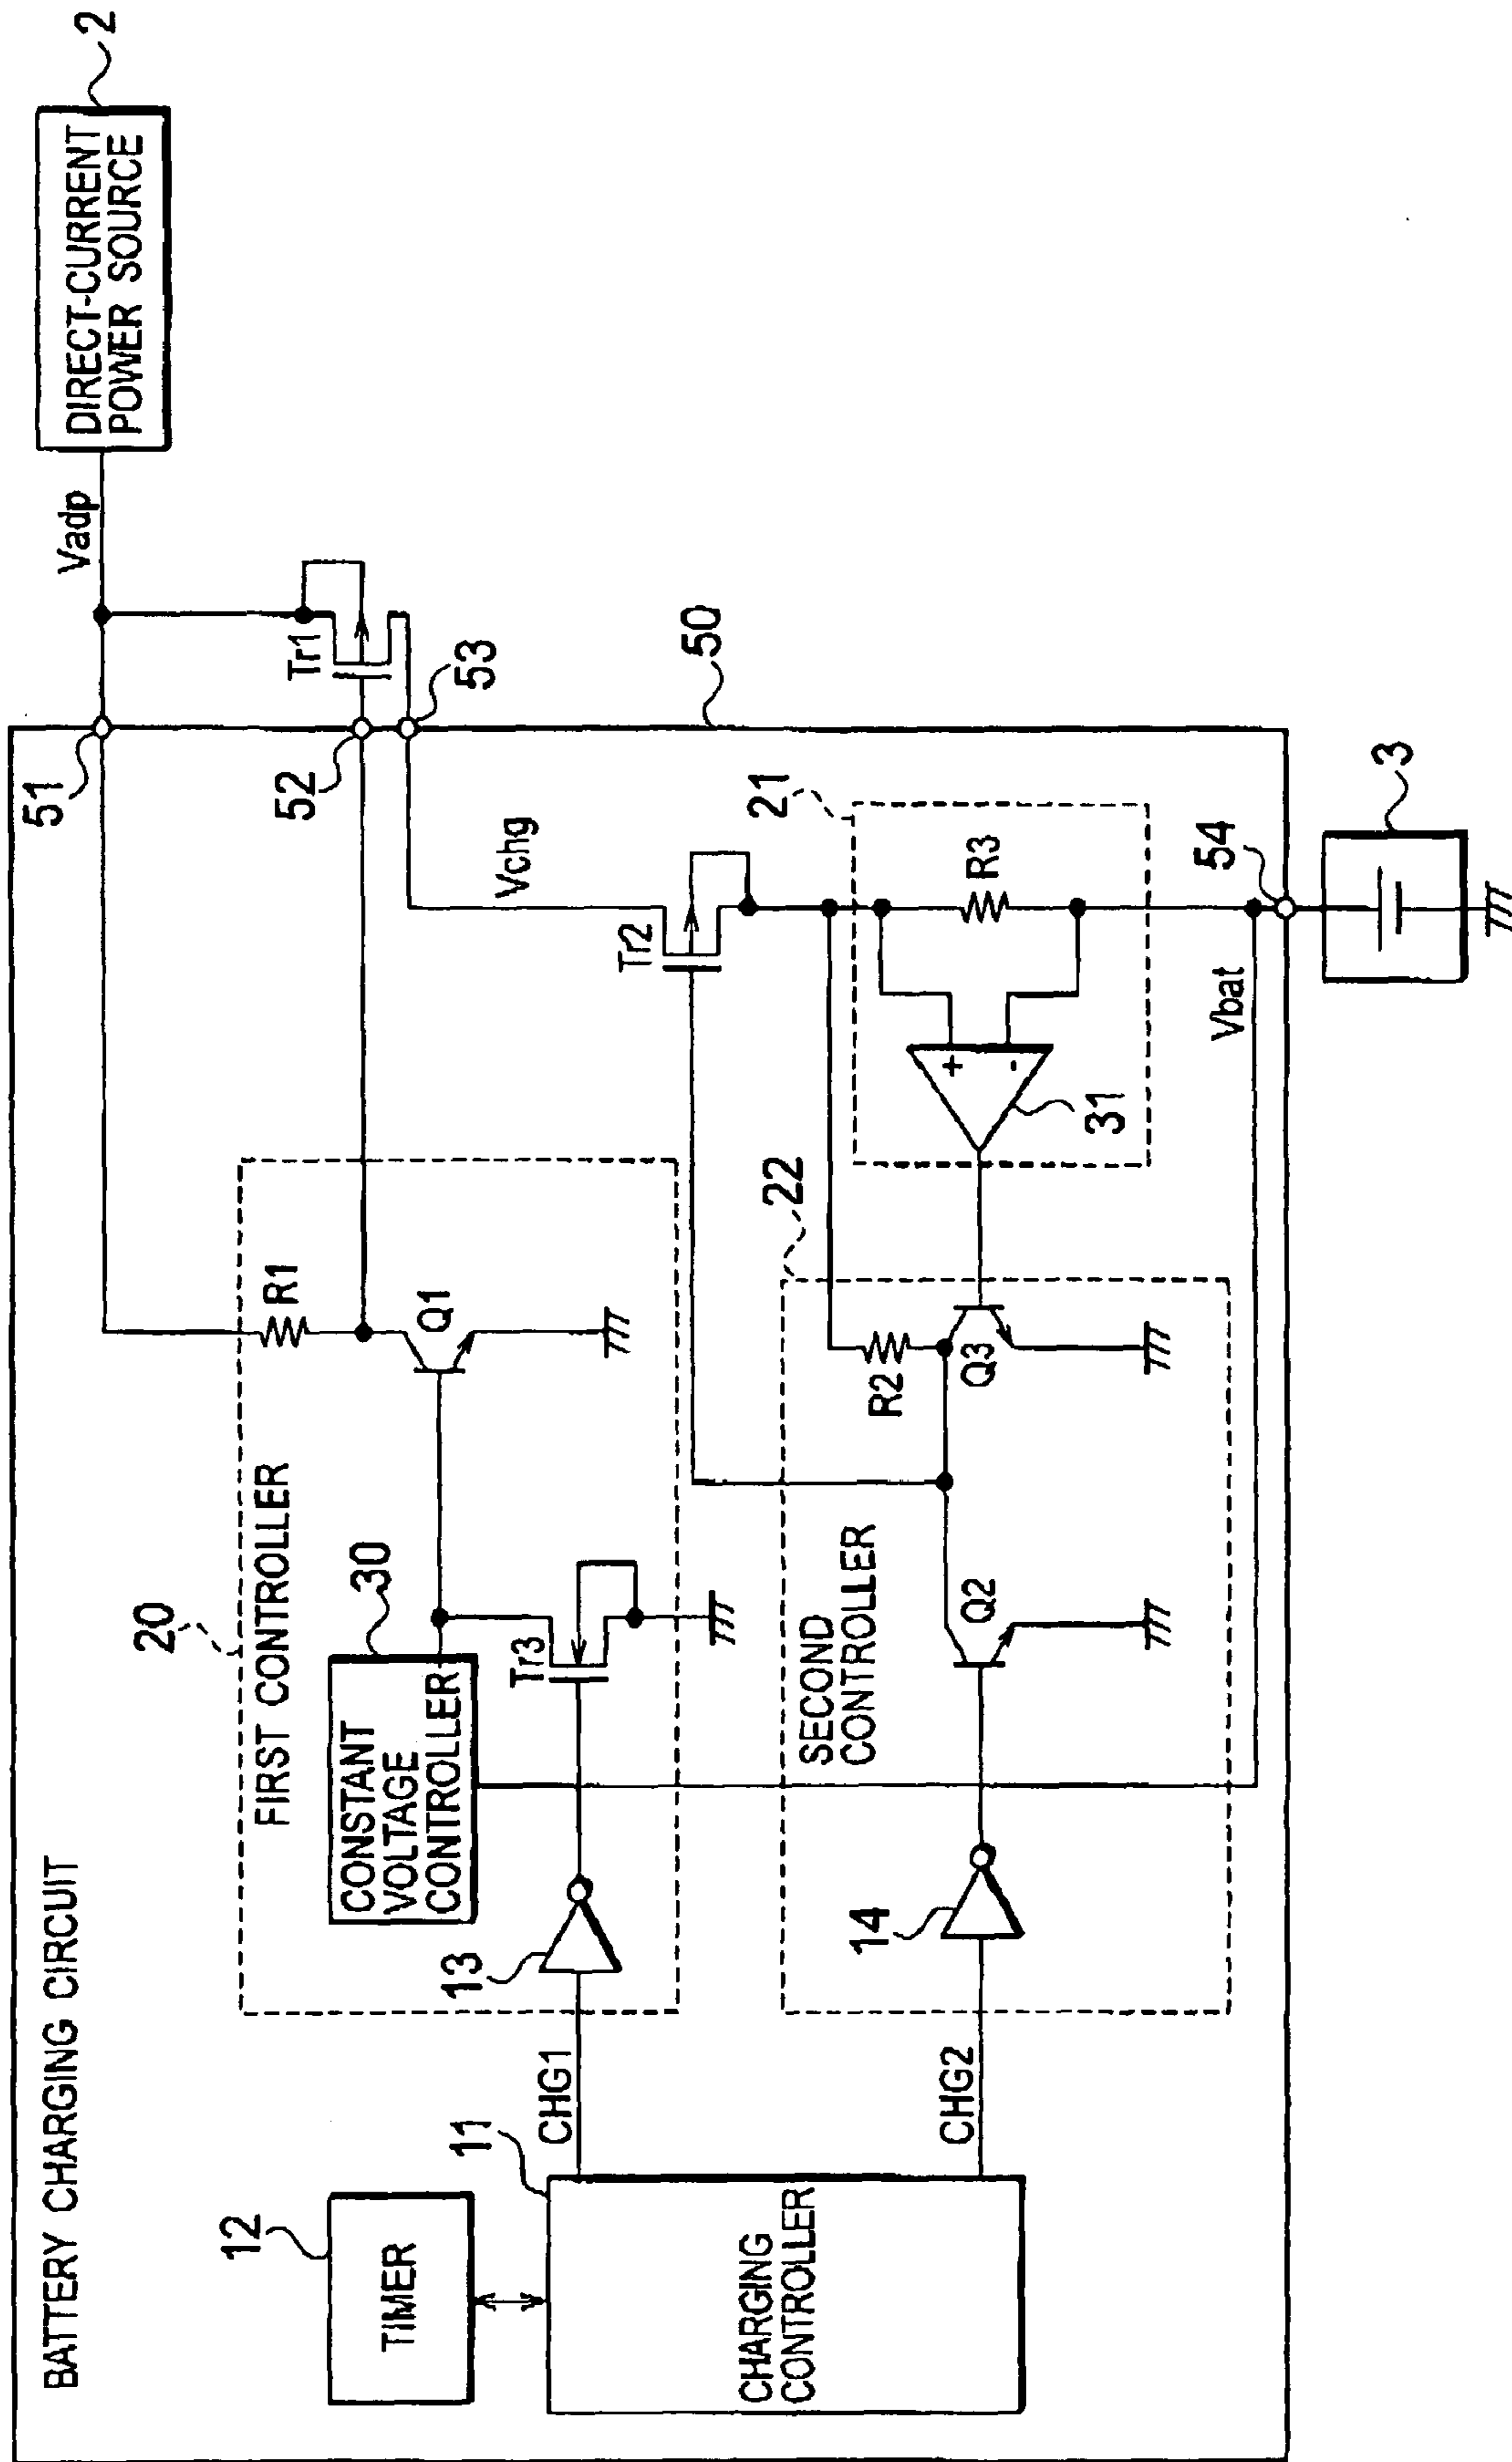 BATTERY CHARGING CIRCUIT
DIRECT-CURRENT
POWER SOURCE
2
Vadp
51
Tr1
20
FIRST CONTROLLER
R1
52
12
TIMER
CONSTANT
VOLTAGE
CONTROLLER
30
Q1
53
11
13
CHG1
Tr3
Vchg
50
CHARGING
CONTROLLER
Tr2
22
21
SECOND
CONTROLLER
R2
Q3
14
CHG2
Q2
+
-
31
R3
Vbat
54
3